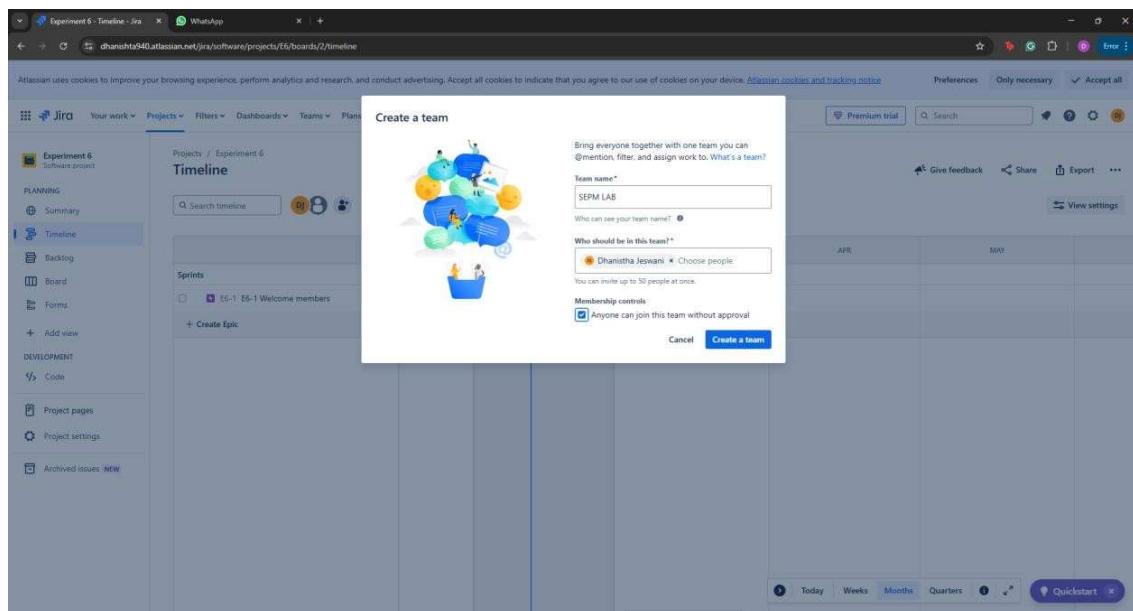 Experiment 6 - Timeline - Jira
WhatsApp
dhanishta940.atlassian.net/jira/software/projects/E6/boards/2/timeline
Error
Atlassian uses cookies to improve your browsing experience, perform analytics and research, and conduct advertising. Accept all cookies to indicate that you agree to our use of cookies on your device. Atlassian cookies and tracking notice
Preferences
Only necessary
Accept all
Jira
Your work
Projects
Filters
Dashboards
Teams
Plans
Premium trial
Search
DJ
Experiment 6
Software project
PLANNING
Summary
Timeline
Backlog
Board
Forms
Add view
DEVELOPMENT
Code
Project pages
Project settings
Archived issues NEW
Projects / Experiment 6
Timeline
Give feedback
Share
Export
Search timeline
DJ
View settings
APR
MAY
Sprints
E6-1 E6-1 Welcome members
+ Create Epic
Create a team
Bring everyone together with one team you can
@mention, filter, and assign work to. What's a team?
Team name*
SEPM LAB
Who can see your team name?
Who should be in this team?*
Dhanistha Jeswani × Choose people
You can invite up to 50 people at once.
Membership controls
Anyone can join this team without approval
Cancel
Create a team
Today
Weeks
Months
Quarters
Quickstart